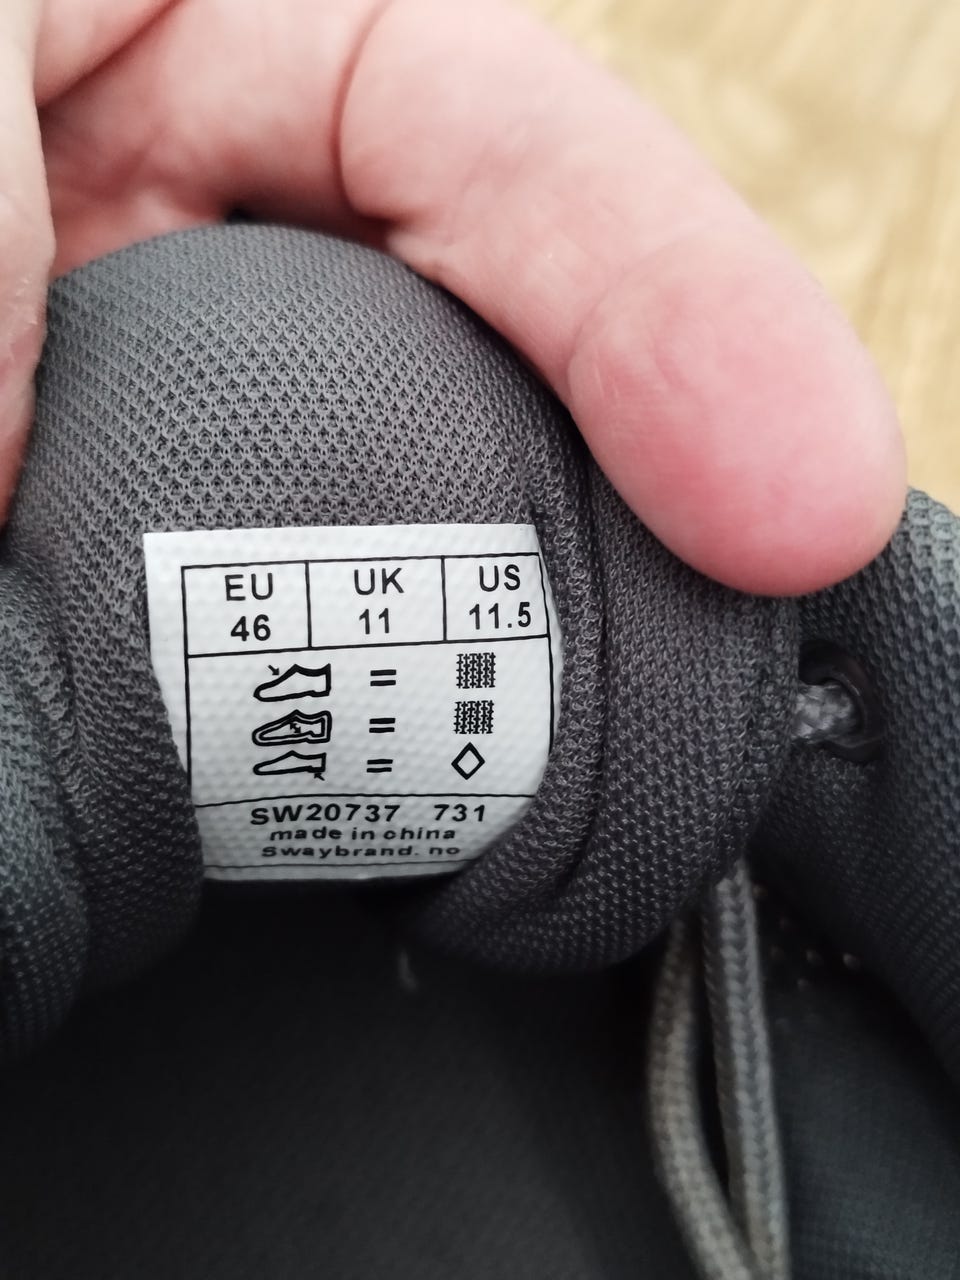 EU UK US
46 11 11.5
= 
=
=
SW20737 731
made in china
Swaybrand. no